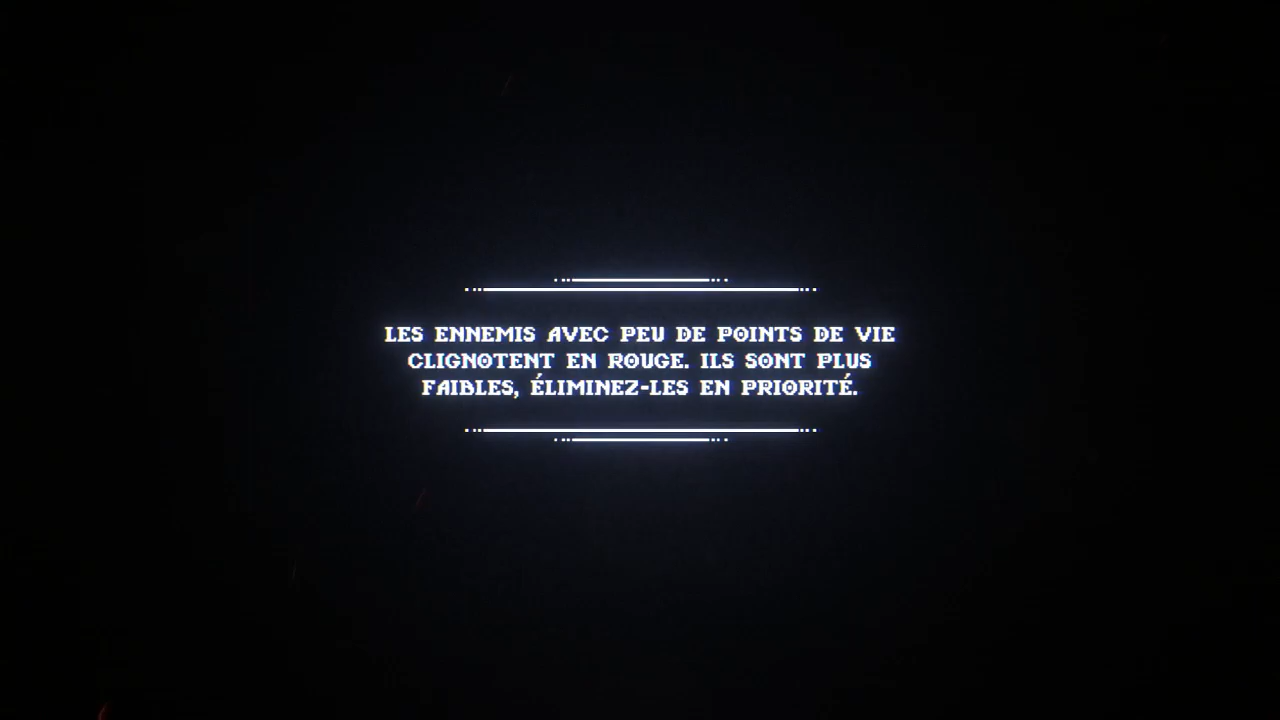 LES ENNEMIS AVEC PEU DE POINTS DE VIE
CLIGNOTENT EN ROUGE. ILS SONT PLUS
FAIBLES, ÉLIMINEZ-LES EN PRIORITÉ.